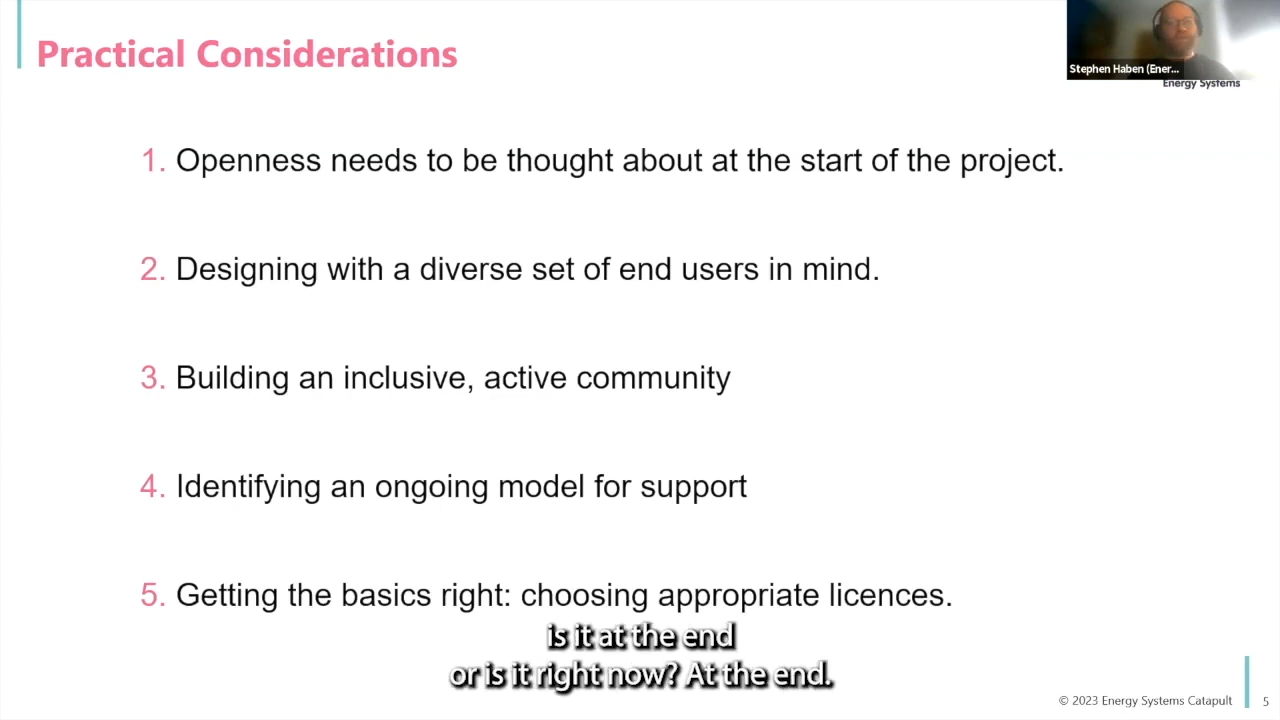 Practical Considerations
Stephen Haben (Ener...
Energy Systems
1. Openness needs to be thought about at the start of the project.
2. Designing with a diverse set of end users in mind.
3. Building an inclusive, active community
4. Identifying an ongoing model for support
5. Getting the basics right: choosing appropriate licences.
is it at the end
or is it right now? At the end.
© 2023 Energy Systems Catapult
5